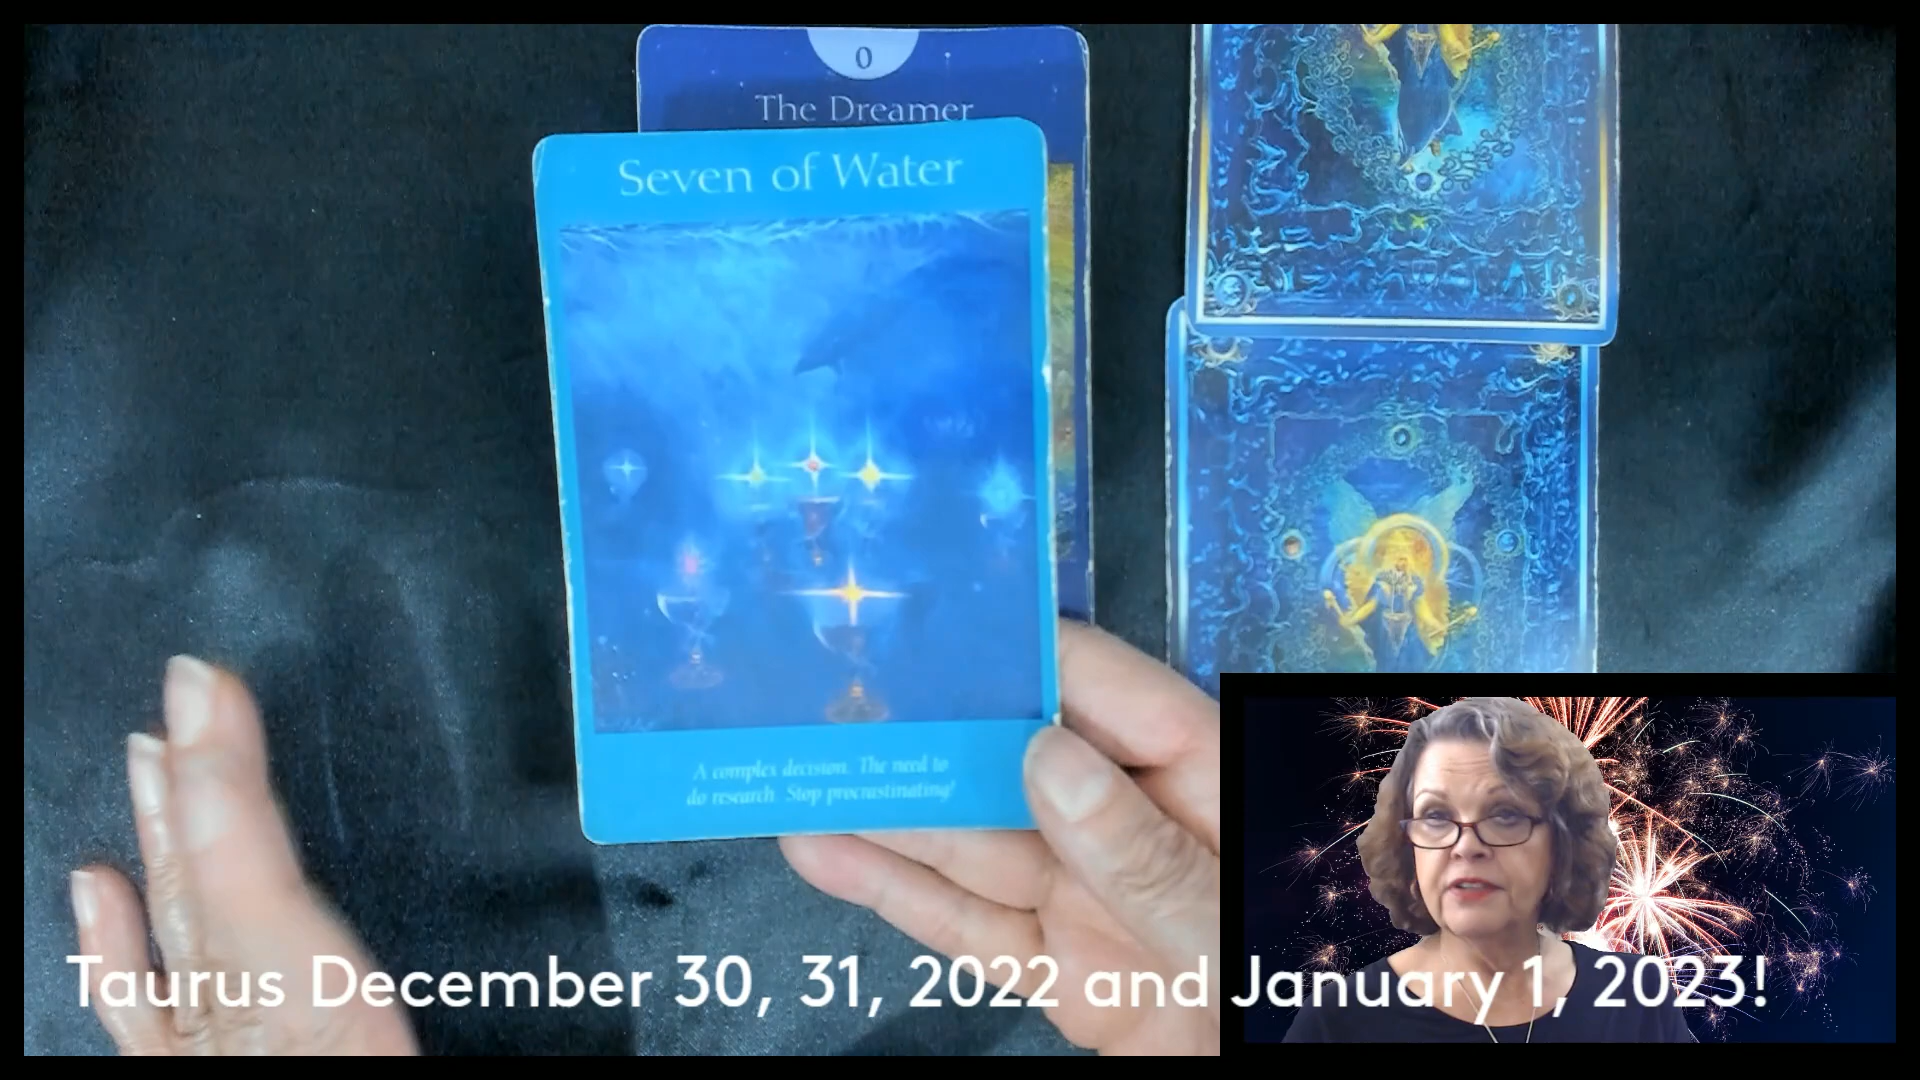 0
The Dreamer
Seven of Water
A complex decision. The need to
do research. Stop procrastinating!
Taurus December 30, 31, 2022 and January 1, 2023!